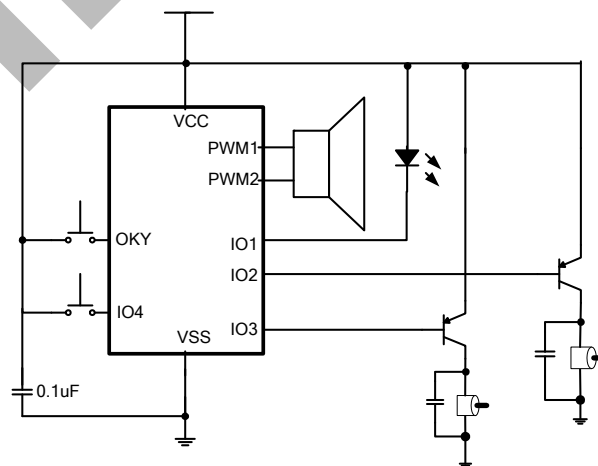 VCC
PWM1
PWM2
OKY
IO1
IO2
IO4
IO3
VSS
0.1uF